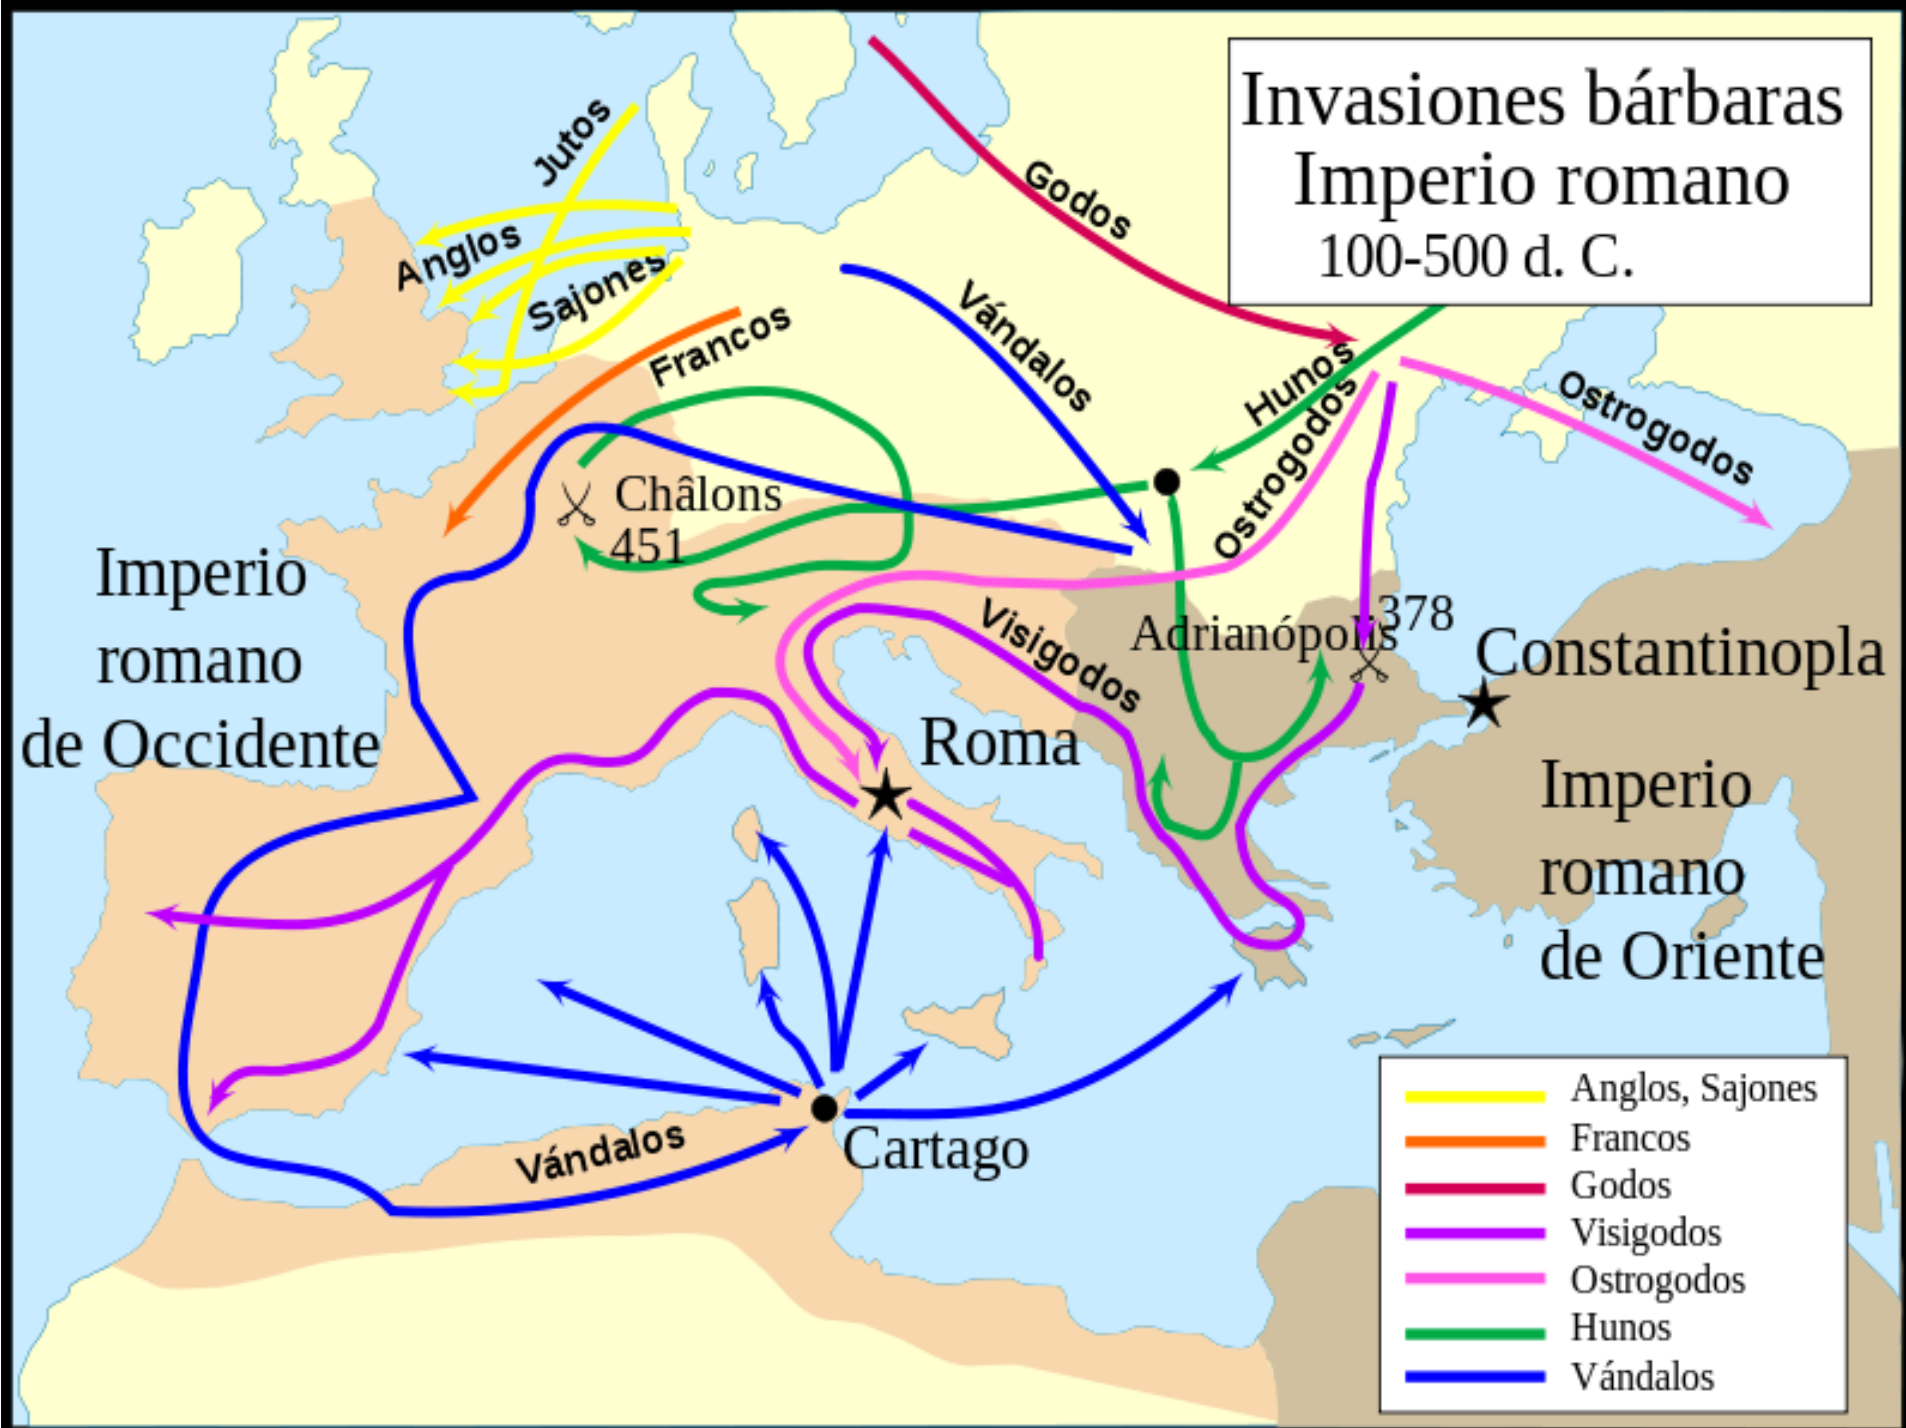 Invasiones bárbaras
Imperio romano
100-500 d. C.
Jutos
Anglos
Sajones
Francos
Godos
Vándalos
Hunos
Ostrogodos
Ostrogodos
Châlons
451
Imperio
romano
de Occidente
Visigodos
Adrianópolis
378
Constantinopla
Roma
Imperio
romano
de Oriente
Vándalos
Cartago
Anglos, Sajones
Francos
Godos
Visigodos
Ostrogodos
Hunos
Vándalos